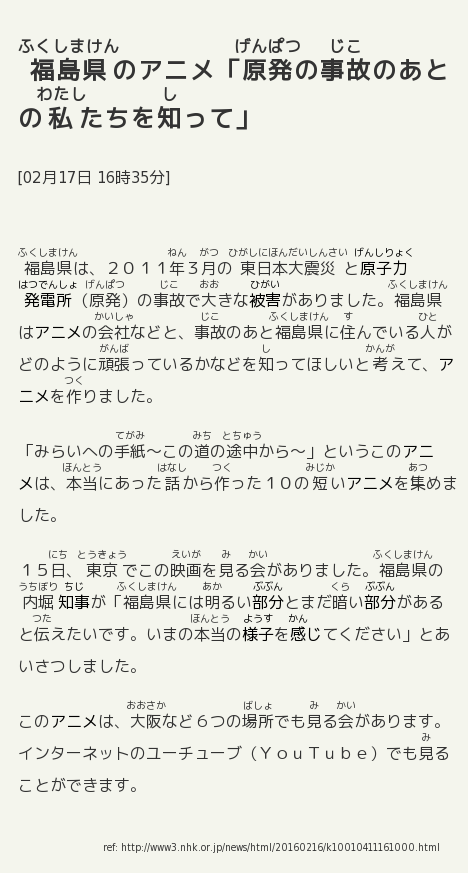 ふくしまけん げんぱつ じこ
福島県のアニメ「原発の事故のあと
わたし し
の私たちを知って」
[02月17日 16時35分]
ふくしまけん ねん がつ ひがしにほんだいしんさい げんしりょく
福島県は、２０１１年３月の東日本大震災と原子力
はつでんしょ げんぱつ じこ おお ひがい ふくしまけん
発電所（原発）の事故で大きな被害がありました。福島県
かいしゃ じこ ふくしまけん す ひと
はアニメの会社などと、事故のあと福島県に住んでいる人が
がんば し かんが
どのように頑張っているかなどを知ってほしいと考えて、ア
つく
ニメを作りました。
てがみ みち とちゅう
「みらいへの手紙～この道の途中から～」というこのアニ
ほんとう はなし つく みじか あつ
メは、本当にあった話から作った１０の短いアニメを集めま
した。
にち とうきょう えいが み かい ふくしまけん
１５日、東京でこの映画を見る会がありました。福島県の
うちぼり ちじ ふくしまけん あか ぶぶん くら ぶぶん
内堀知事が「福島県には明るい部分とまだ暗い部分がある
つた ほんとう ようす かん
と伝えたいです。いまの本当の様子を感じてください」とあ
いさつしました。
おおさか ばしょ み かい
このアニメは、大阪など６つの場所でも見る会があります。
み
インターネットのユーチューブ（ＹｏｕＴｕｂｅ）でも見る
ことができます。
ref: http://www3.nhk.or.jp/news/html/20160216/k10010411161000.html